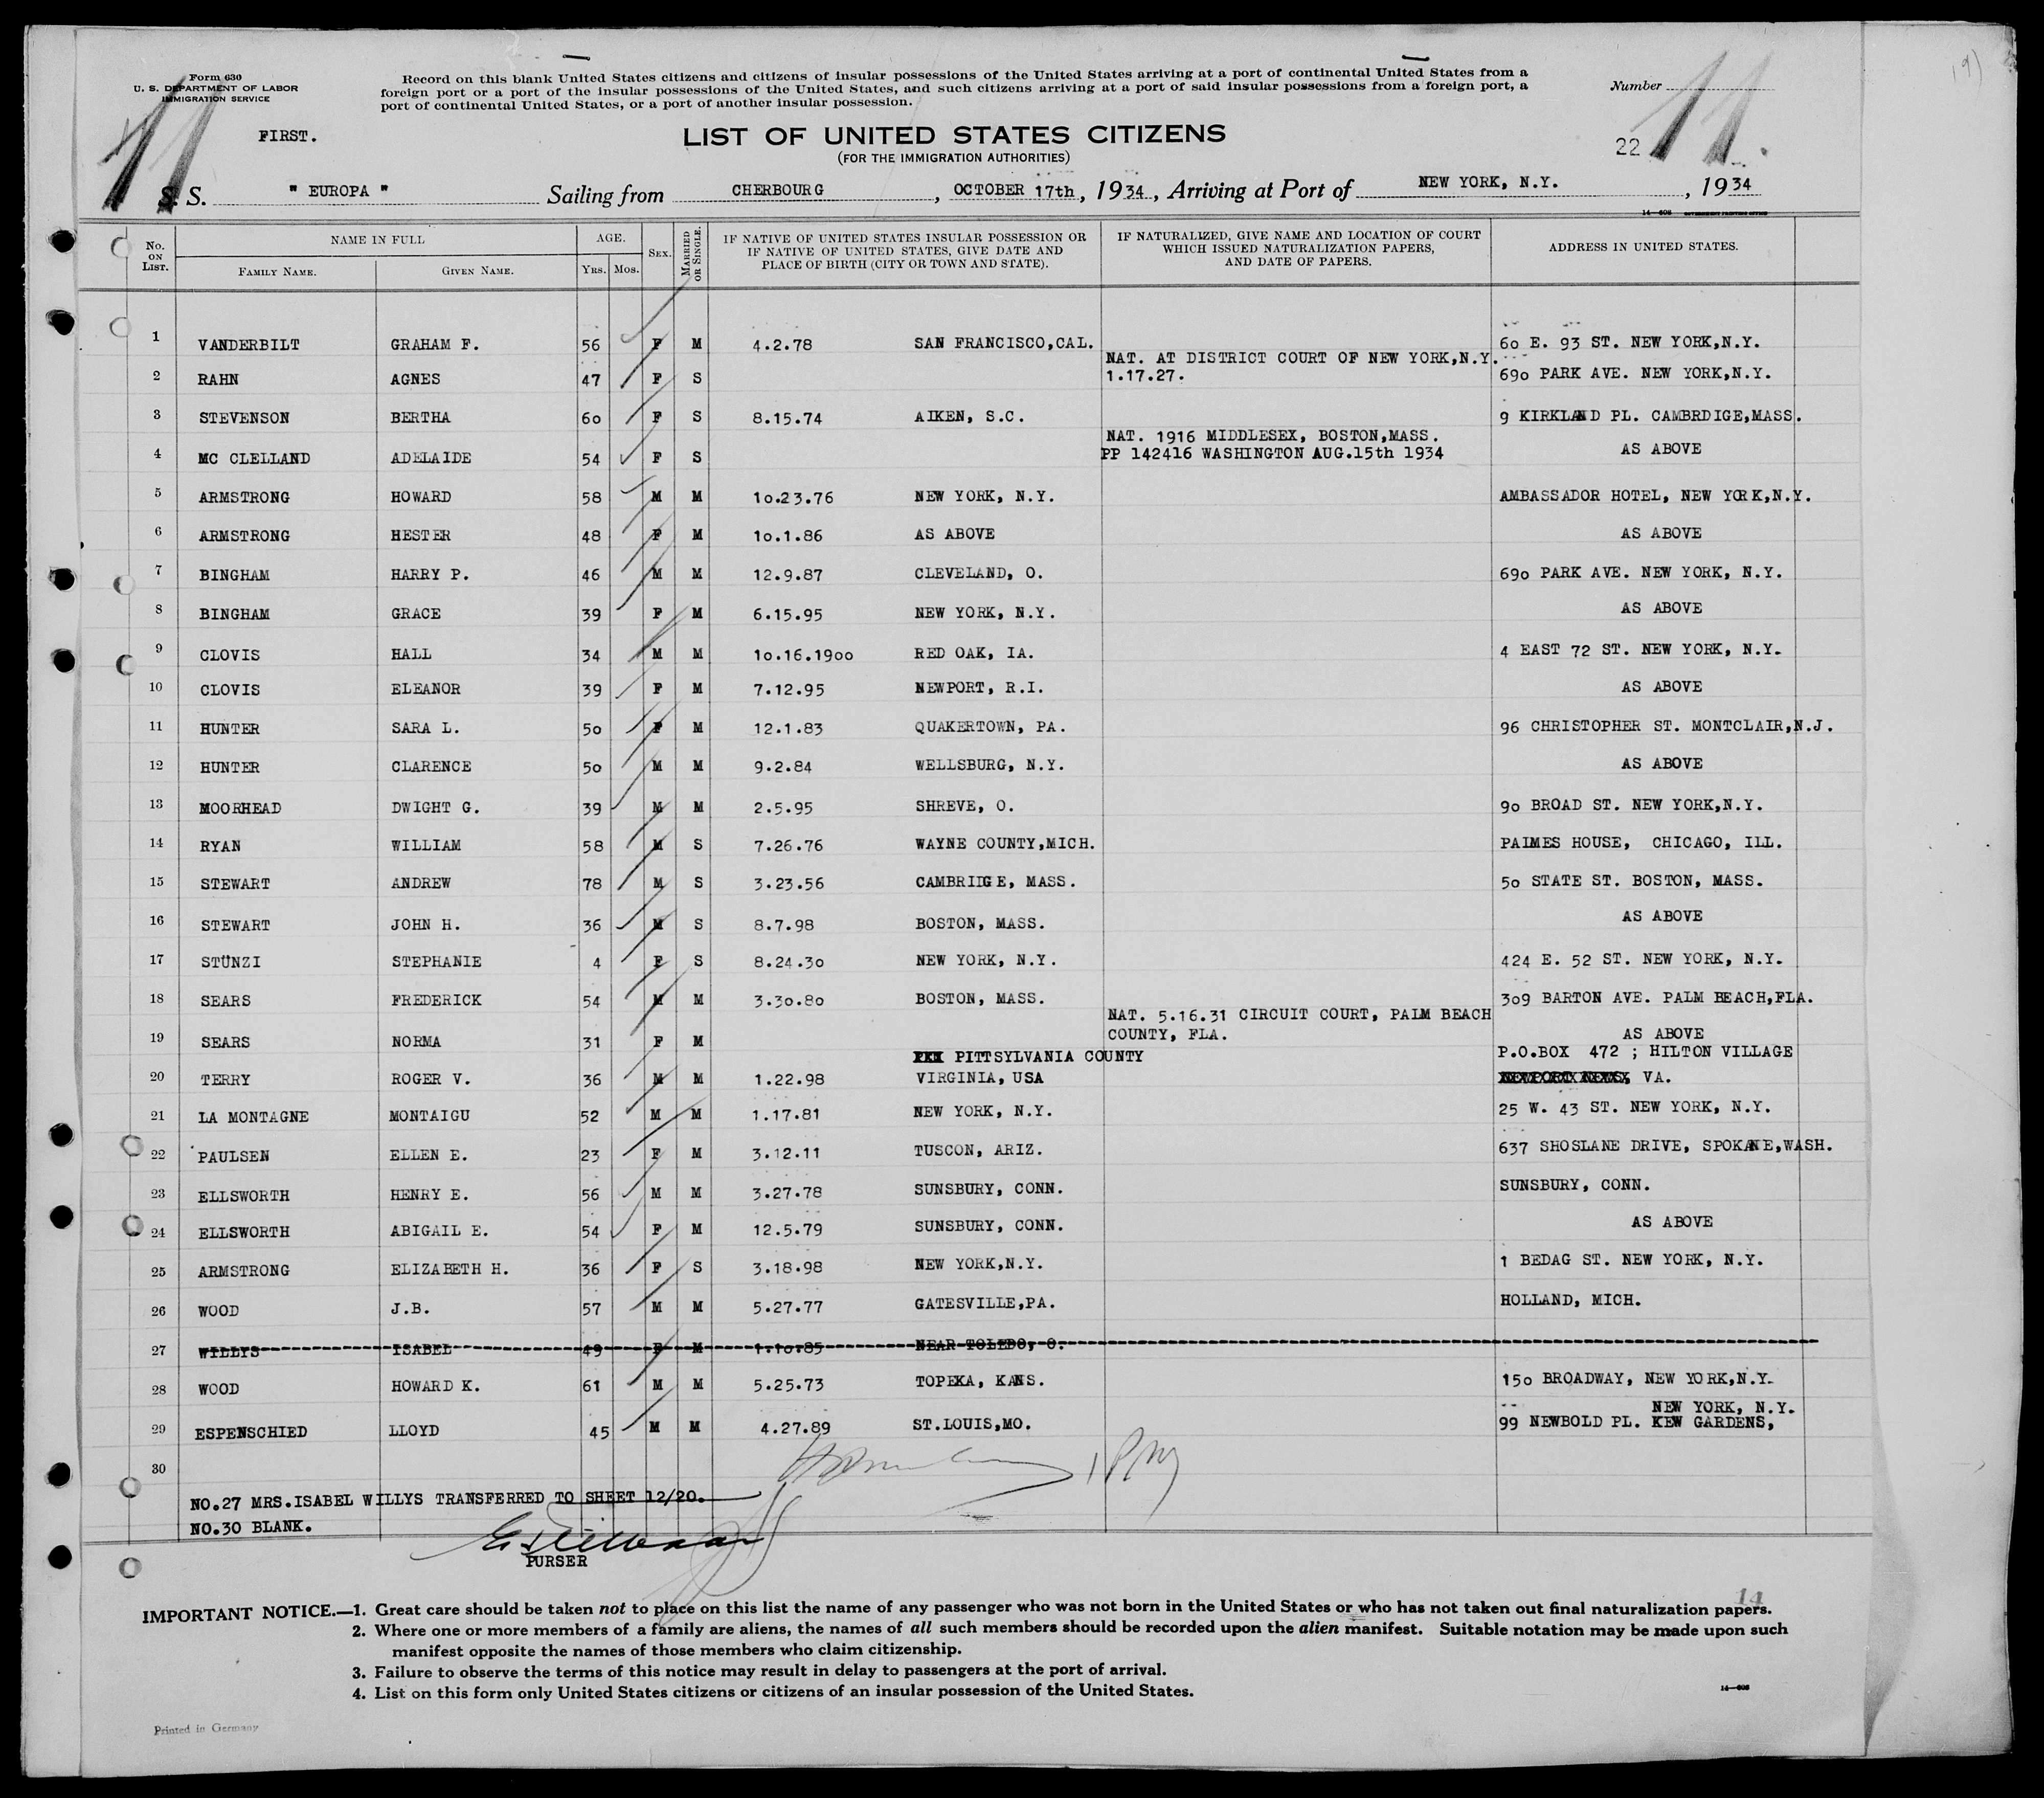 Form 630
U. S. DEPARTMENT OF LABOR
IMMIGRATION SERVICE
Record on this blank United States citizens and citizens of insular possessions of the United States arriving at a port of continental United States from a
foreign port or a port of the insular possessions of the United States, and such citizens arriving at a port of said insular possessions from a foreign port, a
port of continental United States, or a port of another insular possession.
Number
11
11
FIRST.
LIST OF UNITED STATES CITIZENS
(FOR THE IMMIGRATION AUTHORITIES)
22
S. S. " EUROPA " Sailing from CHERBOURG, OCTOBER 17th, 1934, Arriving at Port of NEW YORK, N.Y., 1934
No. ON LIST. NAME IN FULL FAMILY NAME. GIVEN NAME. AGE. YRS. MOS. SEX. MARRIED OR SINGLE. IF NATIVE OF UNITED STATES INSULAR POSSESSION OR IF NATIVE OF UNITED STATES, GIVE DATE AND PLACE OF BIRTH (CITY OR TOWN AND STATE). IF NATURALIZED, GIVE NAME AND LOCATION OF COURT WHICH ISSUED NATURALIZATION PAPERS, AND DATE OF PAPERS. ADDRESS IN UNITED STATES.
1 VANDERBILT GRAHAM F. 56 F M 4.2.78 SAN FRANCISCO,CAL. 60 E. 93 ST. NEW YORK,N.Y.
NAT. AT DISTRICT COURT OF NEW YORK,N.Y.
2 RAHN AGNES 47 F S 1.17.27. 690 PARK AVE. NEW YORK,N.Y.
3 STEVENSON BERTHA 60 F S 8.15.74 AIKEN, S.C. 9 KIRKLAND PL. CAMBRDIGE,MASS.
NAT. 1916 MIDDLESEX, BOSTON,MASS.
4 MC CLELLAND ADELAIDE 54 F S PP 142416 WASHINGTON AUG.15th 1934 AS ABOVE
5 ARMSTRONG HOWARD 58 M M 10.23.76 NEW YORK, N.Y. AMBASSADOR HOTEL, NEW YORK,N.Y.
6 ARMSTRONG HESTER 48 F M 10.1.86 AS ABOVE AS ABOVE
7 BINGHAM HARRY P. 46 M M 12.9.87 CLEVELAND, O. 690 PARK AVE. NEW YORK, N.Y.
8 BINGHAM GRACE 39 F M 6.15.95 NEW YORK, N.Y. AS ABOVE
9 CLOVIS HALL 34 M M 10.16.1900 RED OAK, IA. 4 EAST 72 ST. NEW YORK, N.Y.
10 CLOVIS ELEANOR 39 F M 7.12.95 NEWPORT, R.I. AS ABOVE
11 HUNTER SARA L. 50 F M 12.1.83 QUAKERTOWN, PA. 96 CHRISTOPHER ST. MONTCLAIR,N.J.
12 HUNTER CLARENCE 50 M M 9.2.84 WELLSBURG, N.Y. AS ABOVE
13 MOORHEAD DWIGHT G. 39 M M 2.5.95 SHREVE, O. 90 BROAD ST. NEW YORK,N.Y.
14 RYAN WILLIAM 58 M S 7.26.76 WAYNE COUNTY,MICH. PAIMES HOUSE, CHICAGO, ILL.
15 STEWART ANDREW 78 M S 3.23.56 CAMBRIIGE, MASS. 50 STATE ST. BOSTON, MASS.
16 STEWART JOHN H. 36 M S 8.7.98 BOSTON, MASS. AS ABOVE
17 STÜNZI STEPHANIE 4 F S 8.24.30 NEW YORK, N.Y. 424 E. 52 ST. NEW YORK, N.Y.
18 SEARS FREDERICK 54 M M 3.30.80 BOSTON, MASS. 309 BARTON AVE. PALM BEACH,FLA.
NAT. 5.16.31 CIRCUIT COURT, PALM BEACH
19 SEARS NORMA 31 F M COUNTY, FLA. AS ABOVE
PITTSYLVANIA COUNTY P.O.BOX 472 ; HILTON VILLAGE
20 TERRY ROGER V. 36 M M 1.22.98 VIRGINIA, USA NEWPORT NEWS, VA.
21 LA MONTAGNE MONTAIGU 52 M M 1.17.81 NEW YORK, N.Y. 25 W. 43 ST. NEW YORK, N.Y.
22 PAULSEN ELLEN E. 23 F M 3.12.11 TUSCON, ARIZ. 637 SHOSLANE DRIVE, SPOKANE,WASH.
23 ELLSWORTH HENRY E. 56 M M 3.27.78 SUNSBURY, CONN. SUNSBURY, CONN.
24 ELLSWORTH ABIGAIL E. 54 F M 12.5.79 SUNSBURY, CONN. AS ABOVE
25 ARMSTRONG ELIZABETH H. 36 F S 3.18.98 NEW YORK,N.Y. 1 BEDAG ST. NEW YORK, N.Y.
26 WOOD J.B. 57 M M 5.27.77 GATESVILLE,PA. HOLLAND, MICH.
27 WILLYS ISABEL 49 F M 1.10.85 NEAR TOLEDO, O.
28 WOOD HOWARD K. 61 M M 5.25.73 TOPEKA, KANS. 150 BROADWAY, NEW YORK,N.Y.
NEW YORK, N.Y.
29 ESPENSCHIED LLOYD 45 M M 4.27.89 ST.LOUIS,MO. 99 NEWBOLD PL. KEW GARDENS,
30
NO.27 MRS.ISABEL WILLYS TRANSFERRED TO SHEET 12/20.
NO.30 BLANK.
PURSER
14
IMPORTANT NOTICE.—1. Great care should be taken not to place on this list the name of any passenger who was not born in the United States or who has not taken out final naturalization papers.
2. Where one or more members of a family are aliens, the names of all such members should be recorded upon the alien manifest. Suitable notation may be made upon such
manifest opposite the names of those members who claim citizenship.
3. Failure to observe the terms of this notice may result in delay to passengers at the port of arrival.
4. List on this form only United States citizens or citizens of an insular possession of the United States.
Printed in Germany